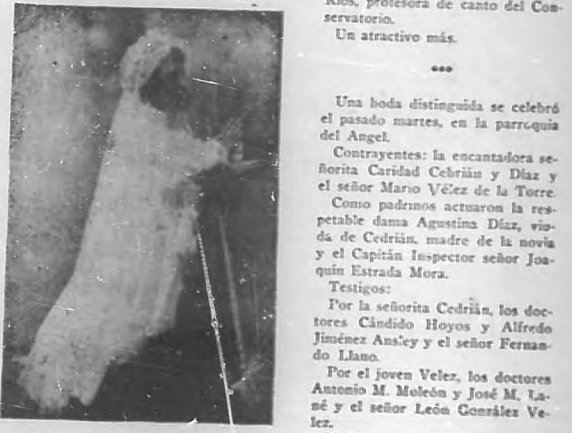 Ríos, profesora de canto del Con-
servatorio.
Un atractivo más.
***
Una boda distinguida se celebró
el pasado martes, en la parroquia
del Angel.
Contrayentes: la encantadora se-
ñorita Caridad Cebrián y Díaz y
el señor Mario Vélez de la Torre.
Como padrinos actuaron la res-
petable dama Agustina Díaz, viu-
da de Cedrián, madre de la novia
y el Capitán Inspector señor Joa-
quín Estrada Mora.
Testigos:
Por la señorita Cedrián, los doc-
tores Cándido Hoyos y Alfredo
Jiménez Ansley y el señor Fernan-
do Llano.
Por el joven Velez, los doctores
Antonio M. Moleón y José M. La-
né y el señor León González Ve-
lez.